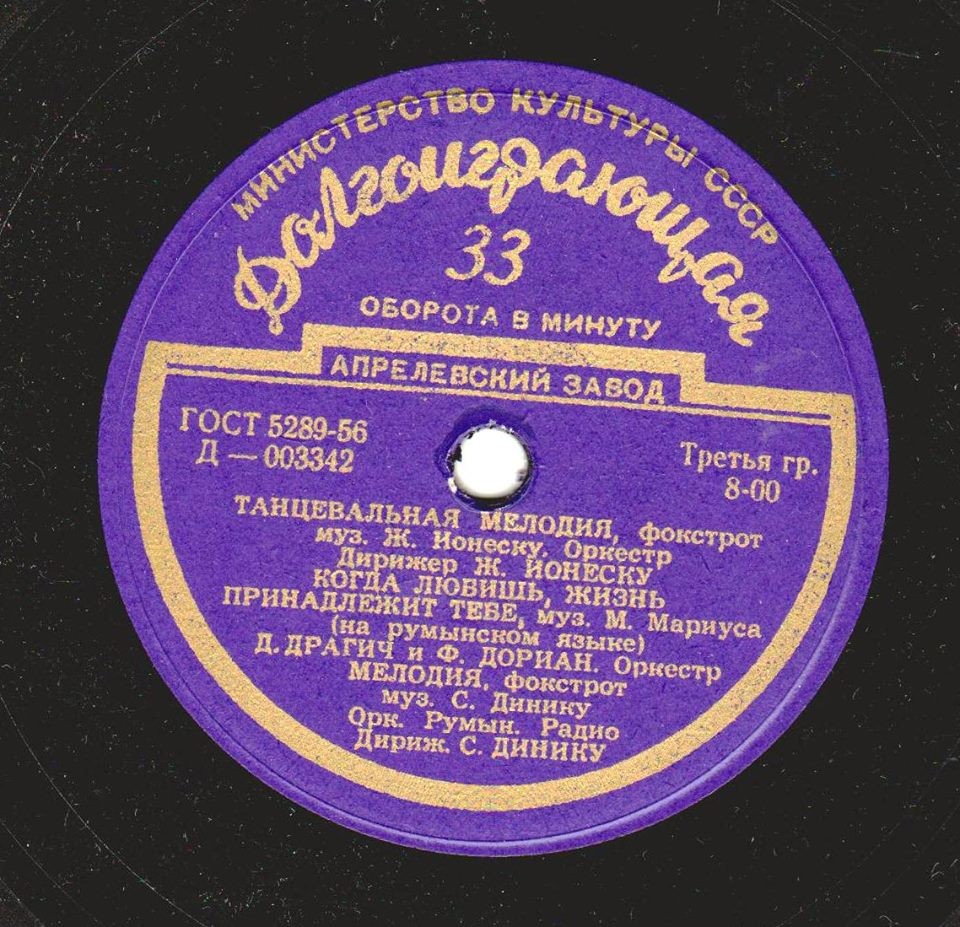 МИНИСТЕРСТВО КУЛЬТУРЫ СССР
Долгоиграющая
33
ОБОРОТА В МИНУТУ
АПРЕЛЕВСКИЙ ЗАВОД
ГОСТ 5289-56
Д — 003342
Третья гр.
8-00
ТАНЦЕВАЛЬНАЯ МЕЛОДИЯ, фокстрот
муз. Ж. Ионеску. Оркестр
Дирижер Ж. ИОНЕСКУ
КОГДА ЛЮБИШЬ, ЖИЗНЬ
ПРИНАДЛЕЖИТ ТЕБЕ, муз. М. Мариуса
(на румынском языке)
Д. ДРАГИЧ и Ф. ДОРИАН. Оркестр
МЕЛОДИЯ, фокстрот
муз. С. Динику
Орк. Румын. Радио
Дириж. С. ДИНИКУ